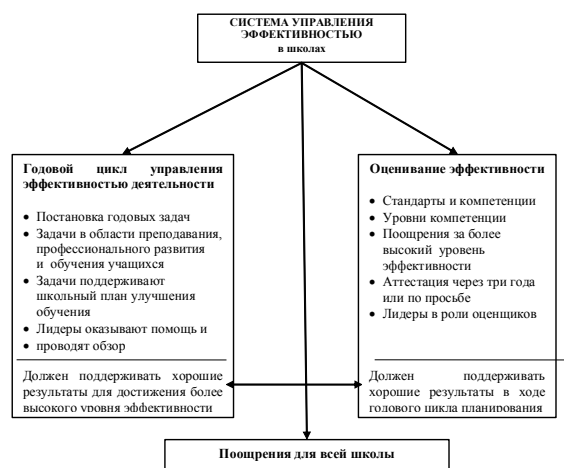 СИСТЕМА УПРАВЛЕНИЯ
ЭФФЕКТИВНОСТЬЮ
в школах
Годовой цикл управления
эффективностью деятельности
• Постановка годовых задач
• Задачи в области преподавания,
профессионального развития
и обучения учащихся
• Задачи поддерживают
школьный план улучшения
обучения
• Лидеры оказывают помощь и
• проводят обзор
Должен поддерживать хорошие
результаты для достижения более
высокого уровня эффективности
Оценивание эффективности
• Стандарты и компетенции
• Уровни компетенции
• Поощрения за более
высокий уровень
эффективности
• Аттестация через три года
или по просьбе
• Лидеры в роли оценщиков
Должен поддерживать
хорошие результаты в ходе
годового цикла планирования
Поощрения для всей школы